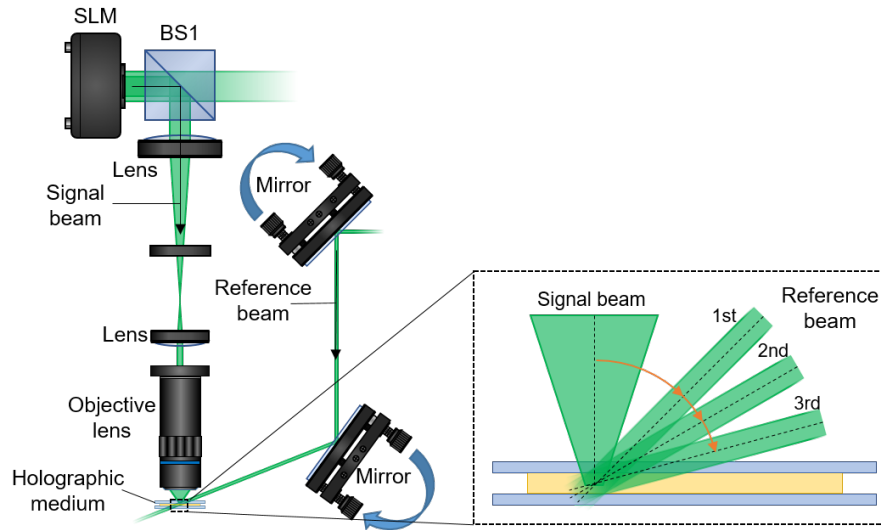 SLM
BS1
Lens
Signal
beam
Mirror
Reference
beam
Lens
Objective
lens
Holographic
medium
Mirror
Signal beam
Reference
beam
1st
2nd
3rd